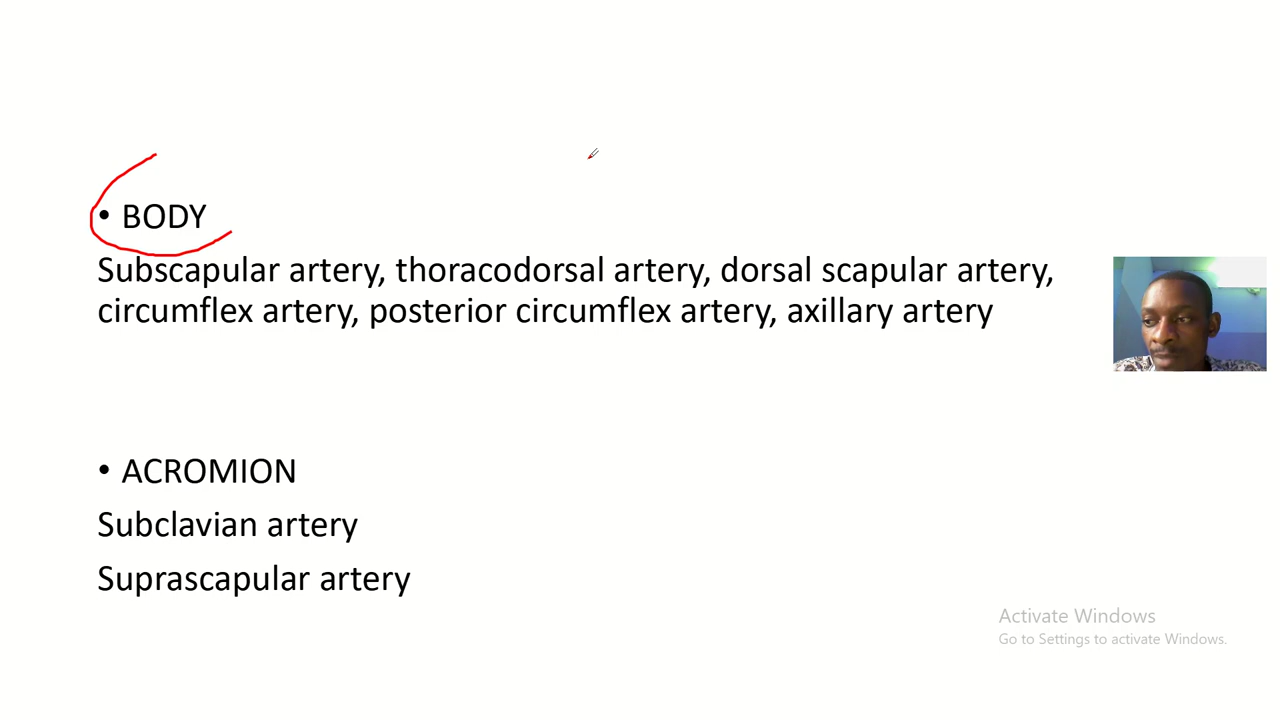 • BODY
Subscapular artery, thoracodorsal artery, dorsal scapular artery,
circumflex artery, posterior circumflex artery, axillary artery
• ACROMION
Subclavian artery
Suprascapular artery
Activate Windows
Go to Settings to activate Windows.